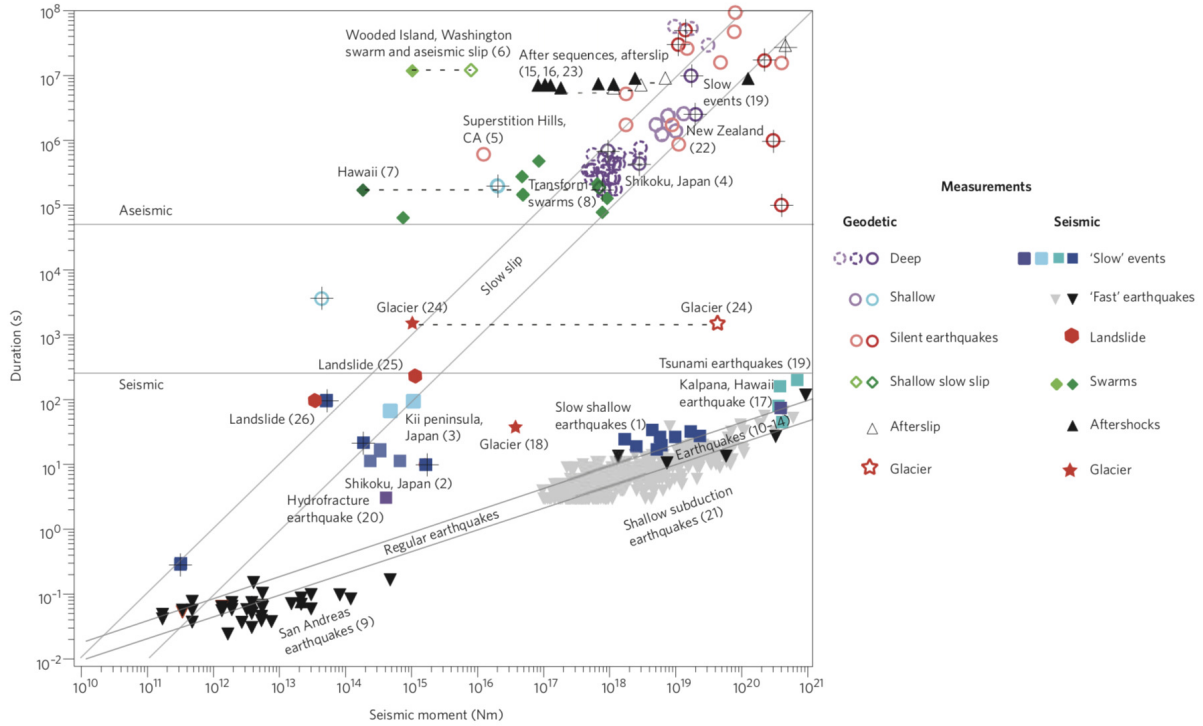 10⁸
10⁷
10⁶
10⁵
10⁴
10³
10²
10¹
10⁰
10⁻¹
10⁻²
Duration (s)
Wooded Island, Washington
swarm and aseismic slip (6)
After sequences, afterslip
(15, 16, 23)
Slow
events (19)
Superstition Hills,
CA (5)
New Zealand
(22)
Hawaii (7)
Transform
swarms (8)
Shikoku, Japan (4)
Aseismic
Slow slip
Glacier (24)
Glacier (24)
Landslide (25)
Tsunami earthquakes (19)
Seismic
Kalpana, Hawaii
earthquake (17)
Landslide (26)
Kii peninsula,
Japan (3)
Slow shallow
earthquakes (1)
Glacier (18)
Earthquakes (10-14)
Shikoku, Japan (2)
Hydrofracture
earthquake (20)
Regular earthquakes
Shallow subduction
earthquakes (21)
San Andreas
earthquakes (9)
10¹⁰ 10¹¹ 10¹² 10¹³ 10¹⁴ 10¹⁵ 10¹⁶ 10¹⁷ 10¹⁸ 10¹⁹ 10²⁰ 10²¹
Seismic moment (Nm)
Measurements
Geodetic Seismic
Deep 'Slow' events
Shallow 'Fast' earthquakes
Silent earthquakes Landslide
Shallow slow slip Swarms
Afterslip Aftershocks
Glacier Glacier